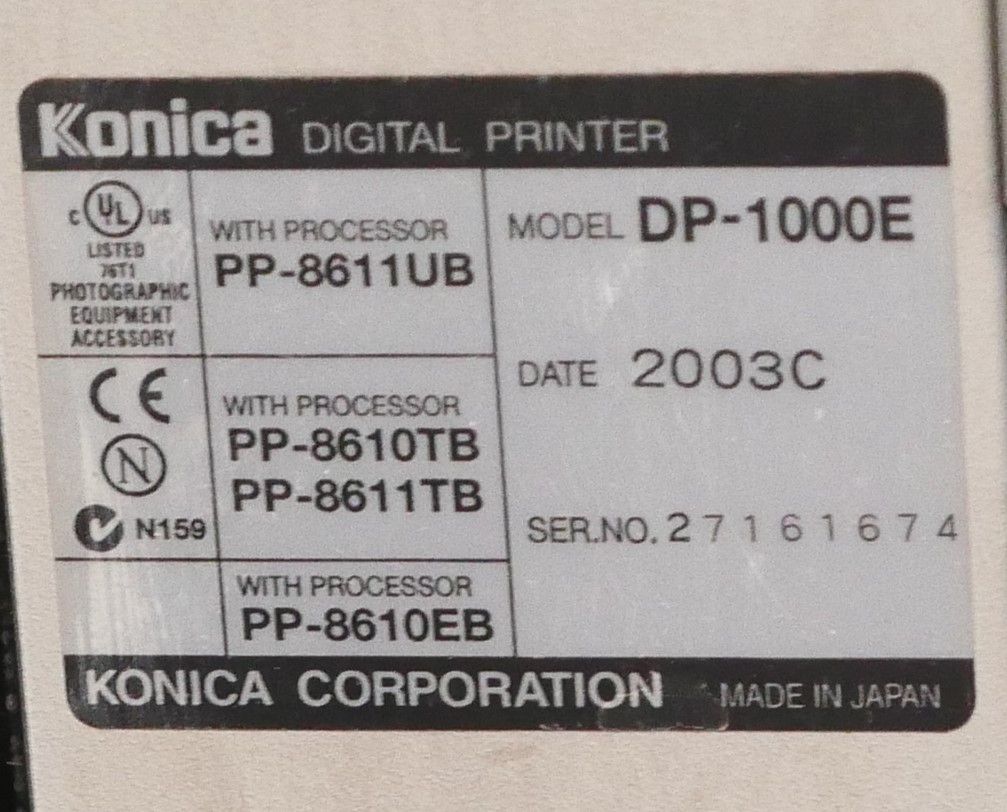 Konica DIGITAL PRINTER
c UL US
LISTED
76T1
PHOTOGRAPHIC
EQUIPMENT
ACCESSORY
WITH PROCESSOR
PP-8611UB
CE
N
N159
WITH PROCESSOR
PP-8610TB
PP-8611TB
WITH PROCESSOR
PP-8610EB
MODEL DP-1000E
DATE 2003C
SER.NO. 27161674
KONICA CORPORATION MADE IN JAPAN